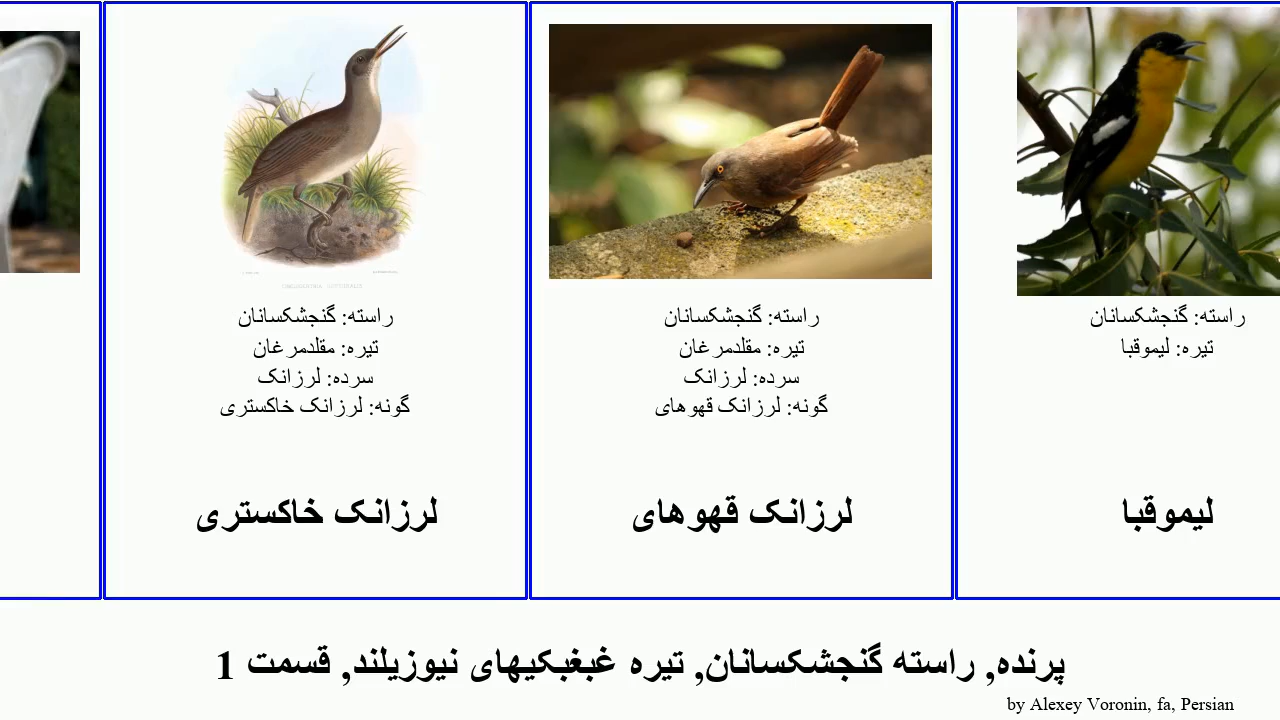 راسته: گنجشکسانان
تیره: مقلدمرغان
سرده: لرزانک
گونه: لرزانک خاکستری
لرزانک خاکستری
راسته: گنجشکسانان
تیره: مقلدمرغان
سرده: لرزانک
گونه: لرزانک قهوهای
لرزانک قهوهای
راسته: گنجشکسانان
تیره: لیموقبا
لیموقبا
پرنده, راسته گنجشکسانان, تیره غبغبکیهای نیوزیلند, قسمت 1
by Alexey Voronin, fa, Persian